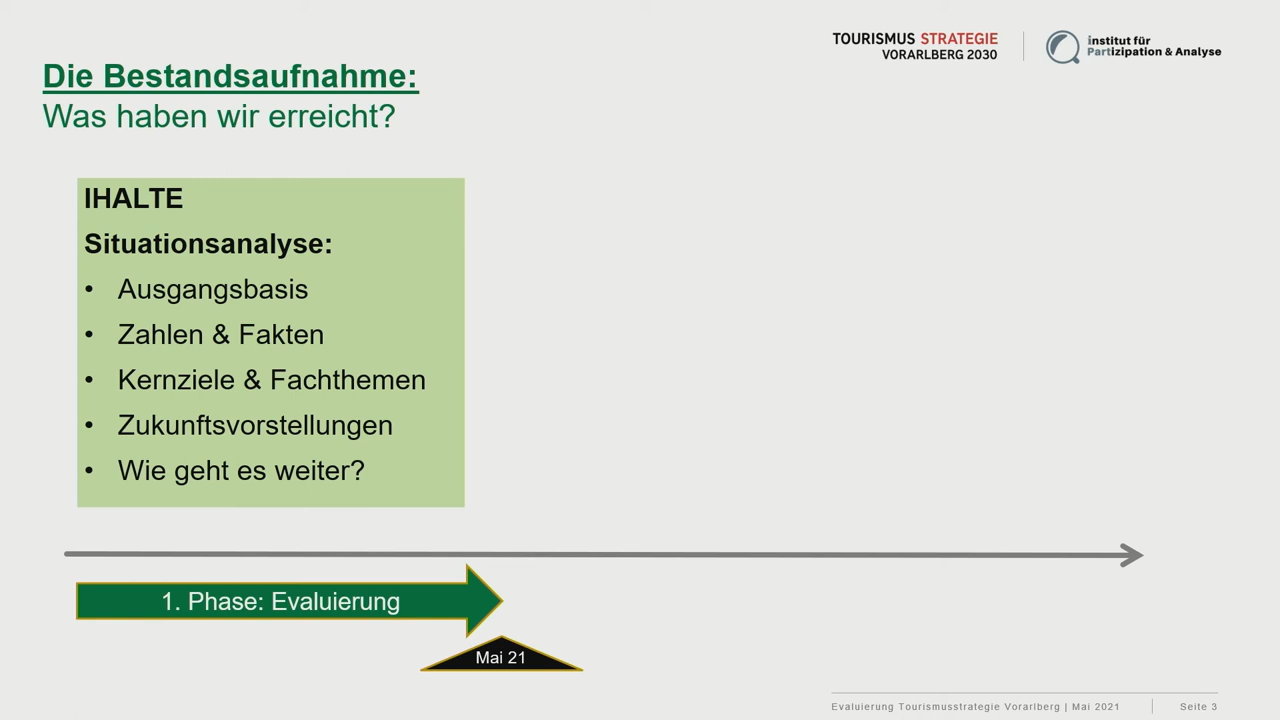 TOURISMUS STRATEGIE
VORARLBERG 2030
institut für
Partizipation & Analyse
Die Bestandsaufnahme:
Was haben wir erreicht?
IHALTE
Situationsanalyse:
• Ausgangsbasis
• Zahlen & Fakten
• Kernziele & Fachthemen
• Zukunftsvorstellungen
• Wie geht es weiter?
1. Phase: Evaluierung
Mai 21
Evaluierung Tourismusstrategie Vorarlberg | Mai 2021
Seite 3